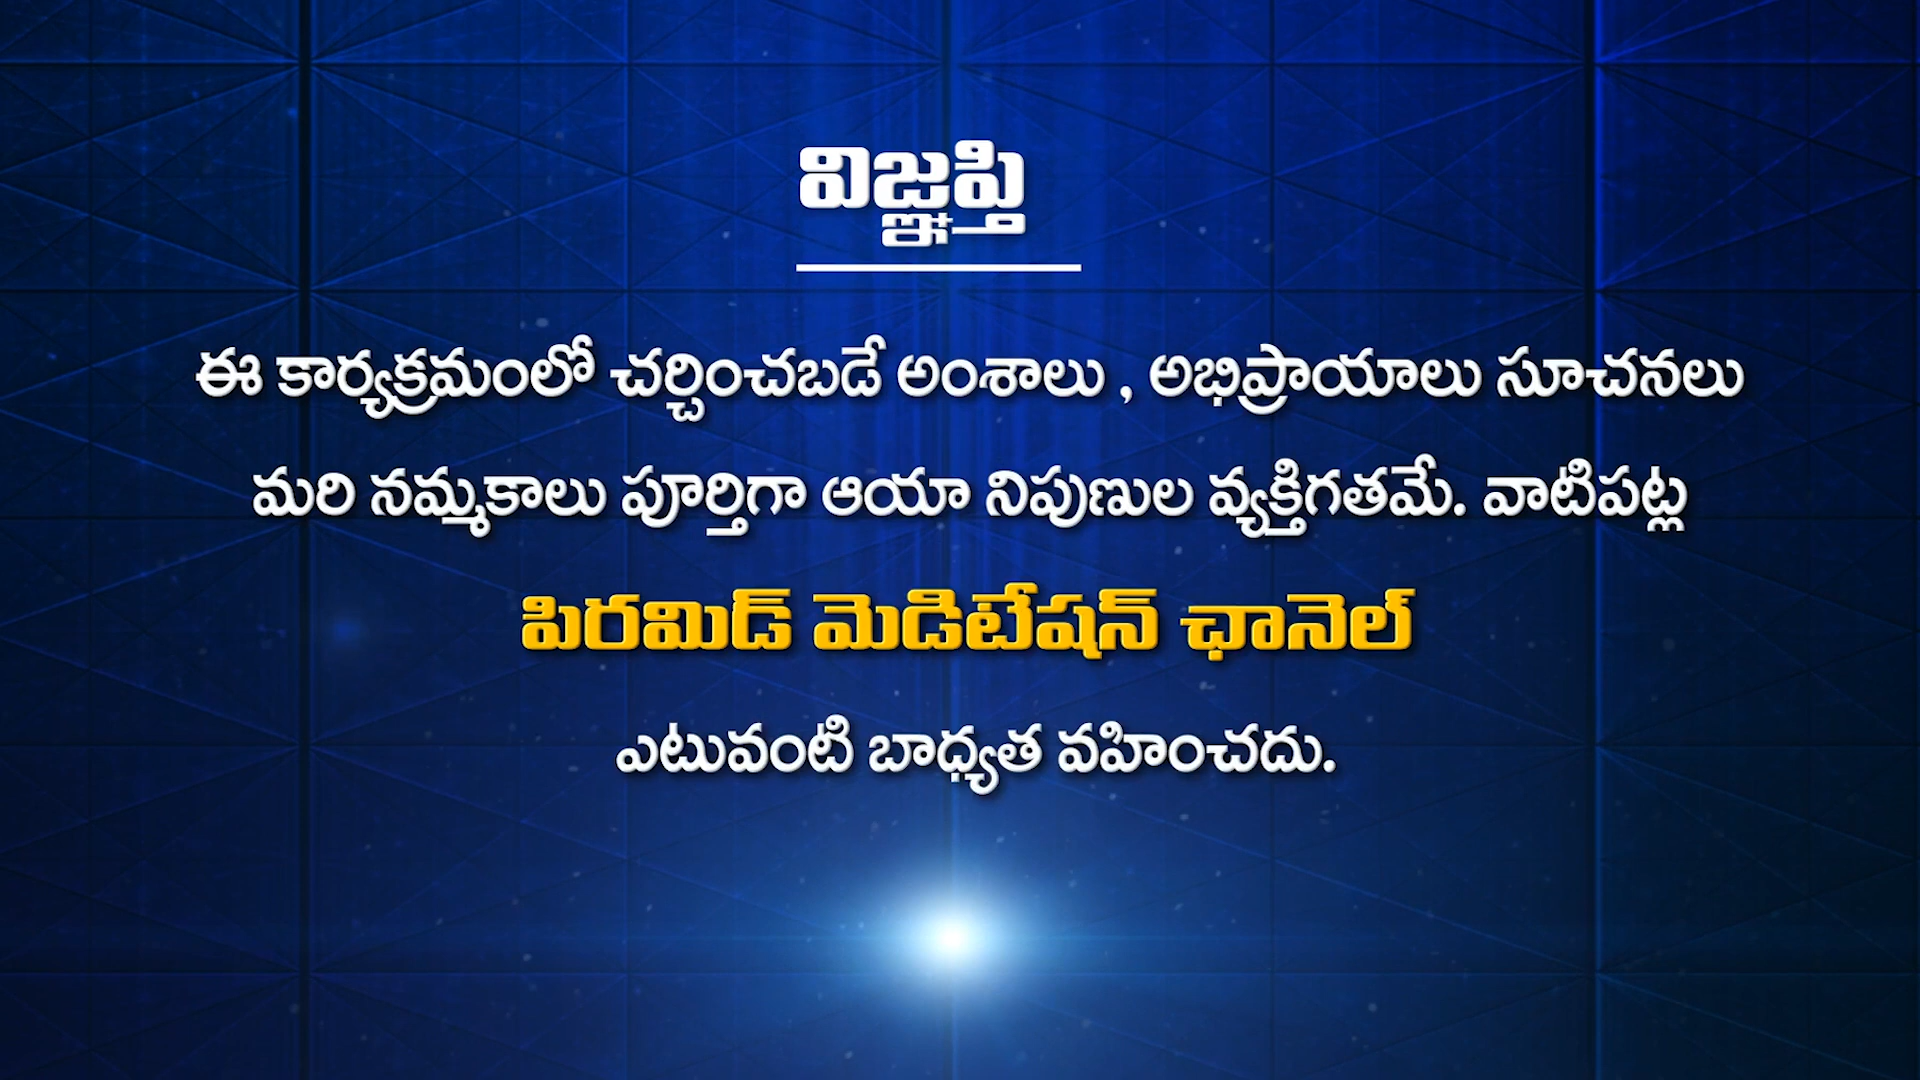 విజ్ఞప్తి
ఈ కార్యక్రమంలో చర్చించబడే అంశాలు , అభిప్రాయాలు సూచనలు
మరి నమ్మకాలు పూర్తిగా ఆయా నిపుణుల వ్యక్తిగతమే. వాటిపట్ల
పిరమిడ్ మెడిటేషన్ ఛానెల్
ఎటువంటి బాధ్యత వహించదు.